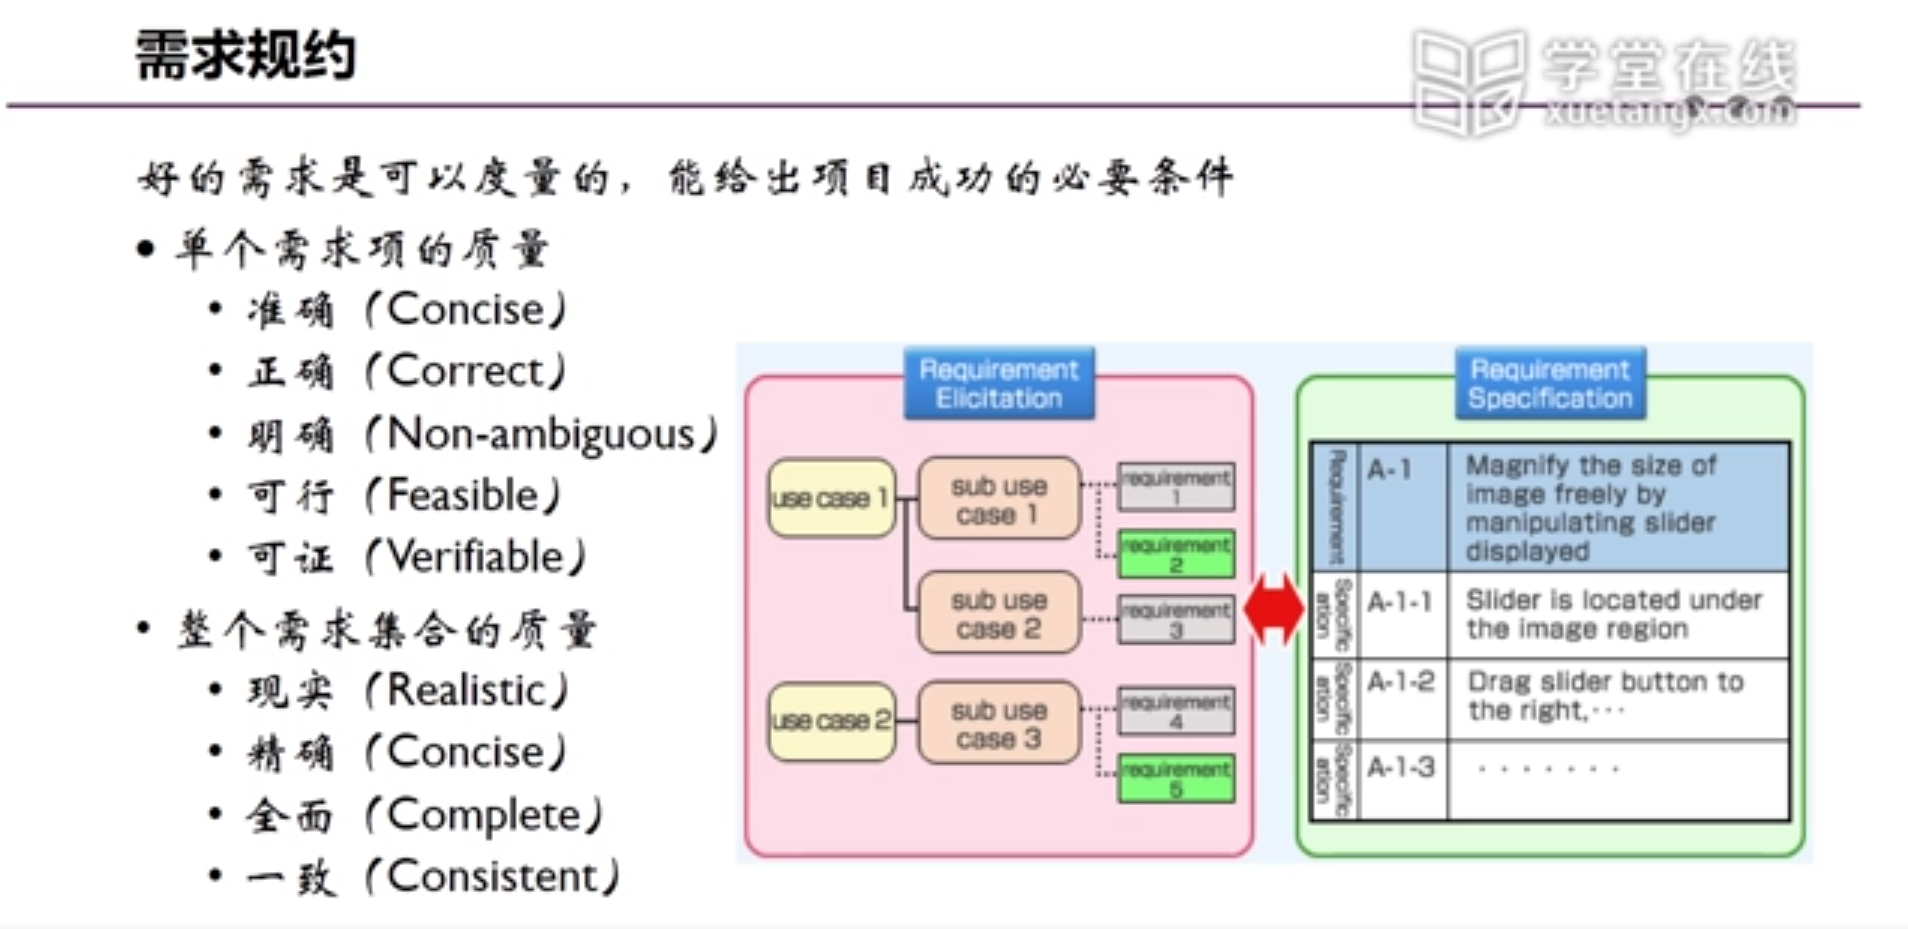 需求规约
学堂在线
xuetangx.com
好的需求是可以度量的，能给出项目成功的必要条件
• 单个需求项的质量
• 准确（Concise）
• 正确（Correct）
• 明确（Non-ambiguous）
• 可行（Feasible）
• 可证（Verifiable）
• 整个需求集合的质量
• 现实（Realistic）
• 精确（Concise）
• 全面（Complete）
• 一致（Consistent）
Requirement
Elicitation
use case 1
sub use
case 1
requirement
1
requirement
2
sub use
case 2
requirement
3
use case 2
sub use
case 3
requirement
4
requirement
5
Requirement
Specification
Requirement
A-1
Magnify the size of
image freely by
manipulating slider
displayed
Specific
ation
A-1-1
Slider is located under
the image region
Specific
ation
A-1-2
Drag slider button to
the right,···
Specific
ation
A-1-3
·······